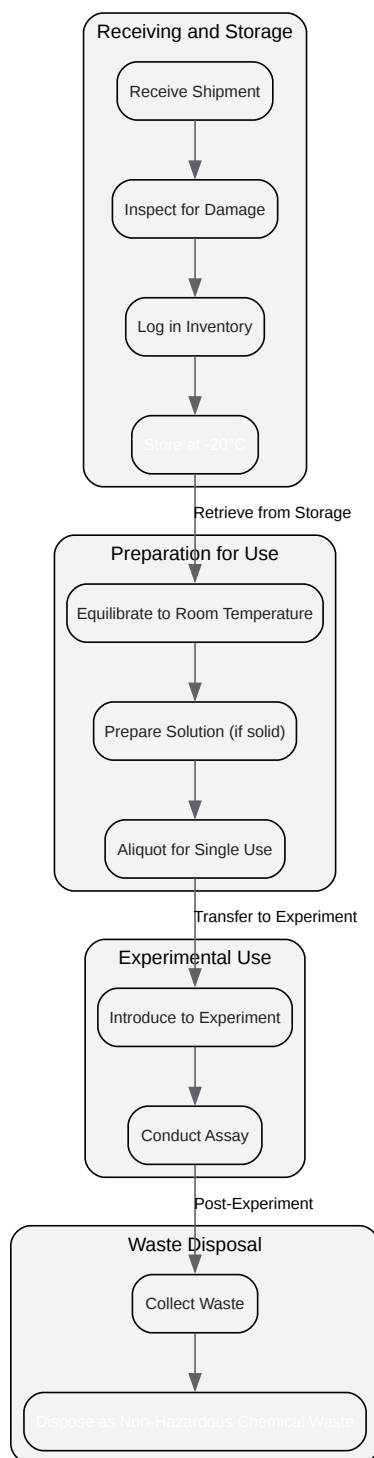 Receiving and Storage
Receive Shipment
Inspect for Damage
Log in Inventory
Store at -20°C
Retrieve from Storage
Preparation for Use
Equilibrate to Room Temperature
Prepare Solution (if solid)
Aliquot for Single Use
Transfer to Experiment
Experimental Use
Introduce to Experiment
Conduct Assay
Post-Experiment
Waste Disposal
Collect Waste
Dispose as Non-Hazardous Chemical Waste